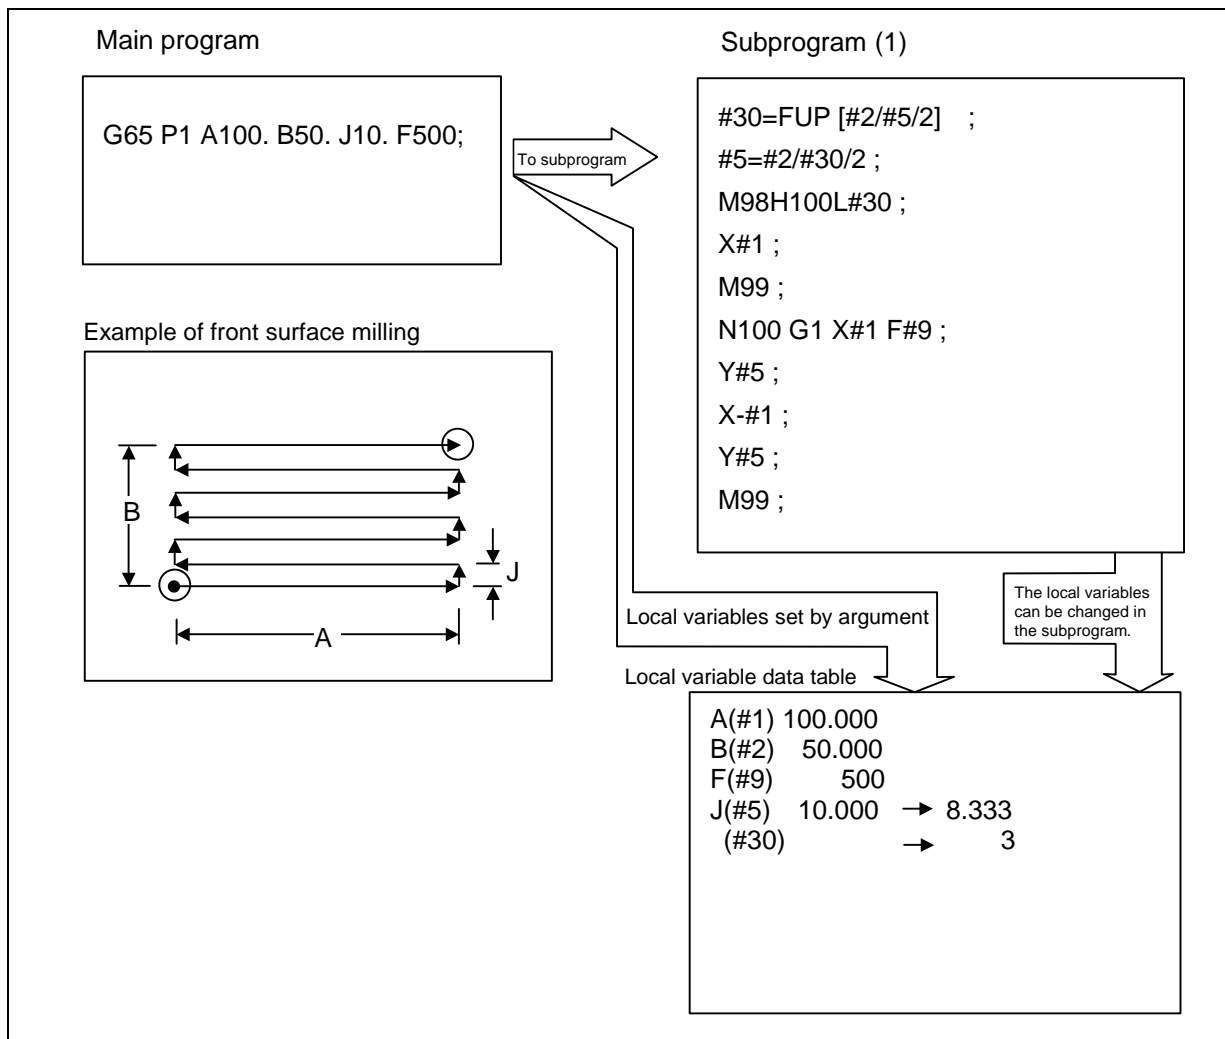 Main program
G65 P1 A100. B50. J10. F500;
To subprogram
Subprogram (1)
#30=FUP [#2/#5/2] ;
#5=#2/#30/2 ;
M98H100L#30 ;
X#1 ;
M99 ;
N100 G1 X#1 F#9 ;
Y#5 ;
X-#1 ;
Y#5 ;
M99 ;
Example of front surface milling
B
J
A
Local variables set by argument
The local variables
can be changed in
the subprogram.
Local variable data table
A(#1) 100.000
B(#2) 50.000
F(#9) 500
J(#5) 10.000 → 8.333
(#30) → 3